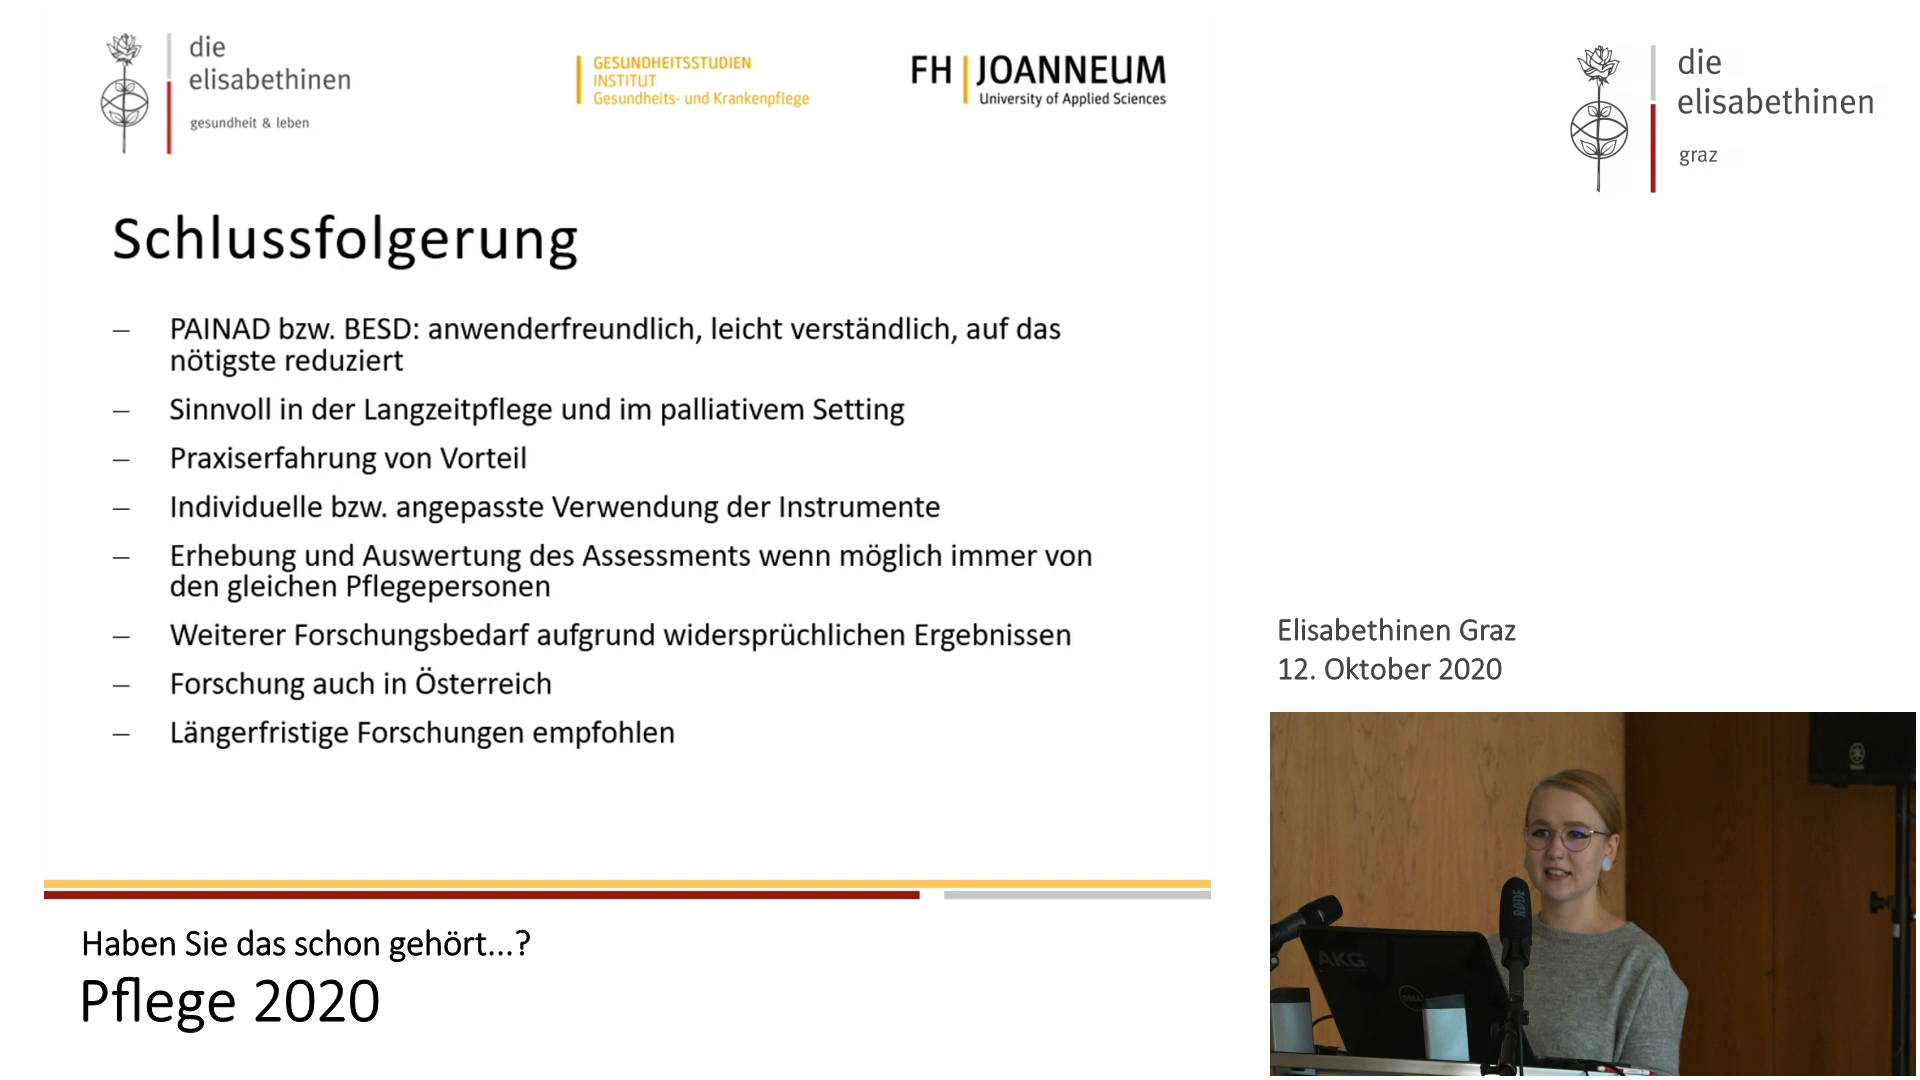 die
elisabethinen
gesundheit & leben
GESUNDHEITSSTUDIEN
INSTITUT
Gesundheits- und Krankenpflege
FH JOANNEUM
University of Applied Sciences
die
elisabethinen
graz
Schlussfolgerung
– PAINAD bzw. BESD: anwenderfreundlich, leicht verständlich, auf das
nötigste reduziert
– Sinnvoll in der Langzeitpflege und im palliativem Setting
– Praxiserfahrung von Vorteil
– Individuelle bzw. angepasste Verwendung der Instrumente
– Erhebung und Auswertung des Assessments wenn möglich immer von
den gleichen Pflegepersonen
– Weiterer Forschungsbedarf aufgrund widersprüchlichen Ergebnissen
– Forschung auch in Österreich
– Längerfristige Forschungen empfohlen
Elisabethinen Graz
12. Oktober 2020
RØDE
AKG
DELL
Haben Sie das schon gehört...?
Pflege 2020